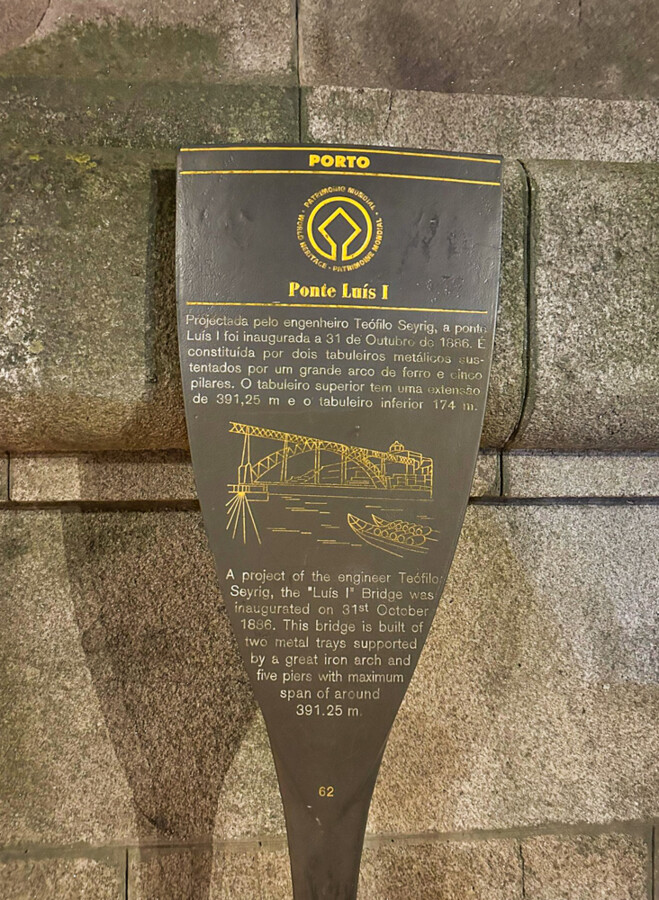 PORTO
PATRIMÓNIO MUNDIAL • WORLD HERITAGE • PATRIMOINE MONDIAL •
Ponte Luís I
Projectada pelo engenheiro Teófilo Seyrig, a ponte
Luís I foi inaugurada a 31 de Outubro de 1886. É
constituída por dois tabuleiros metálicos sus-
tentados por um grande arco de ferro e cinco
pilares. O tabuleiro superior tem uma extensão
de 391,25 m e o tabuleiro inferior 174 m.
A project of the engineer Teófilo
Seyrig, the "Luís I" Bridge was
inaugurated on 31st October
1886. This bridge is built of
two metal trays supported
by a great iron arch and
five piers with maximum
span of around
391.25 m.
62